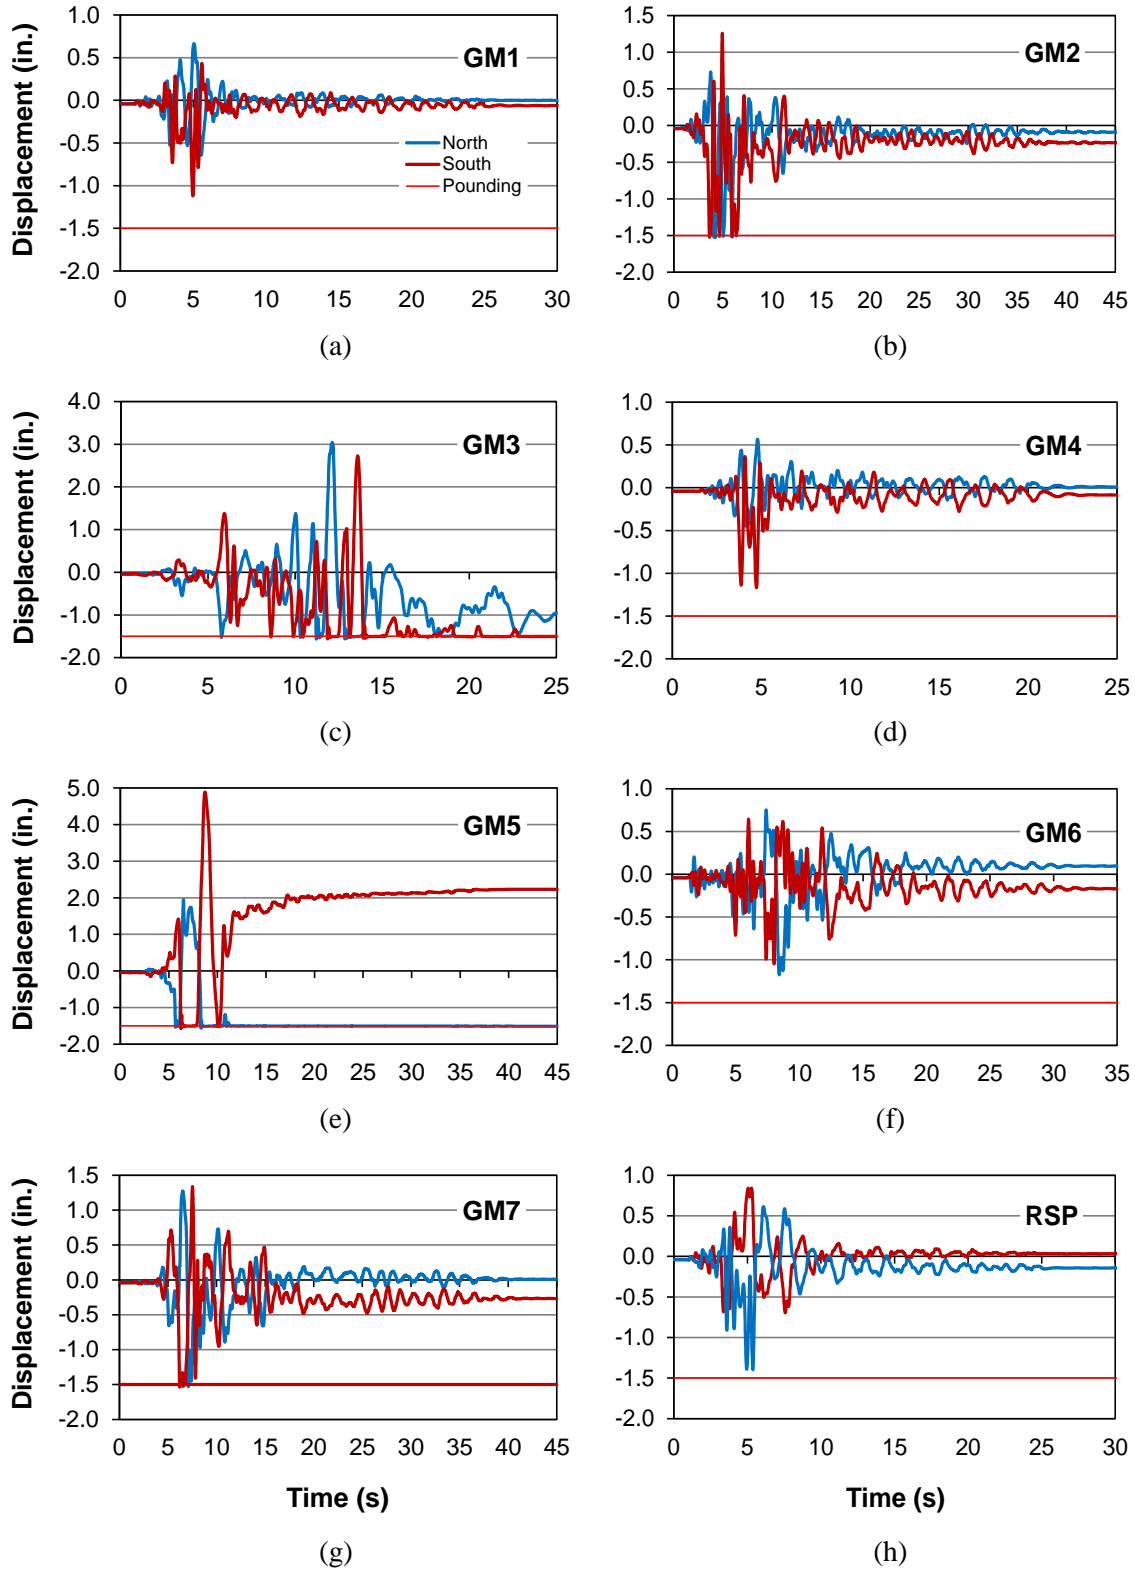 Displacement (in.)
1.0
0.5
0.0
-0.5
-1.0
-1.5
-2.0
GM1
North
South
Pounding
0 5 10 15 20 25 30
(a)
1.5
1.0
0.5
0.0
-0.5
-1.0
-1.5
-2.0
GM2
0 5 10 15 20 25 30 35 40 45
(b)
Displacement (in.)
4.0
3.0
2.0
1.0
0.0
-1.0
-2.0
GM3
0 5 10 15 20 25
(c)
1.0
0.5
0.0
-0.5
-1.0
-1.5
-2.0
GM4
0 5 10 15 20 25
(d)
Displacement (in.)
5.0
4.0
3.0
2.0
1.0
0.0
-1.0
-2.0
GM5
0 5 10 15 20 25 30 35 40 45
(e)
1.0
0.5
0.0
-0.5
-1.0
-1.5
-2.0
GM6
0 5 10 15 20 25 30 35
(f)
Displacement (in.)
1.5
1.0
0.5
0.0
-0.5
-1.0
-1.5
-2.0
GM7
0 5 10 15 20 25 30 35 40 45
Time (s)
(g)
1.0
0.5
0.0
-0.5
-1.0
-1.5
-2.0
RSP
0 5 10 15 20 25 30
Time (s)
(h)